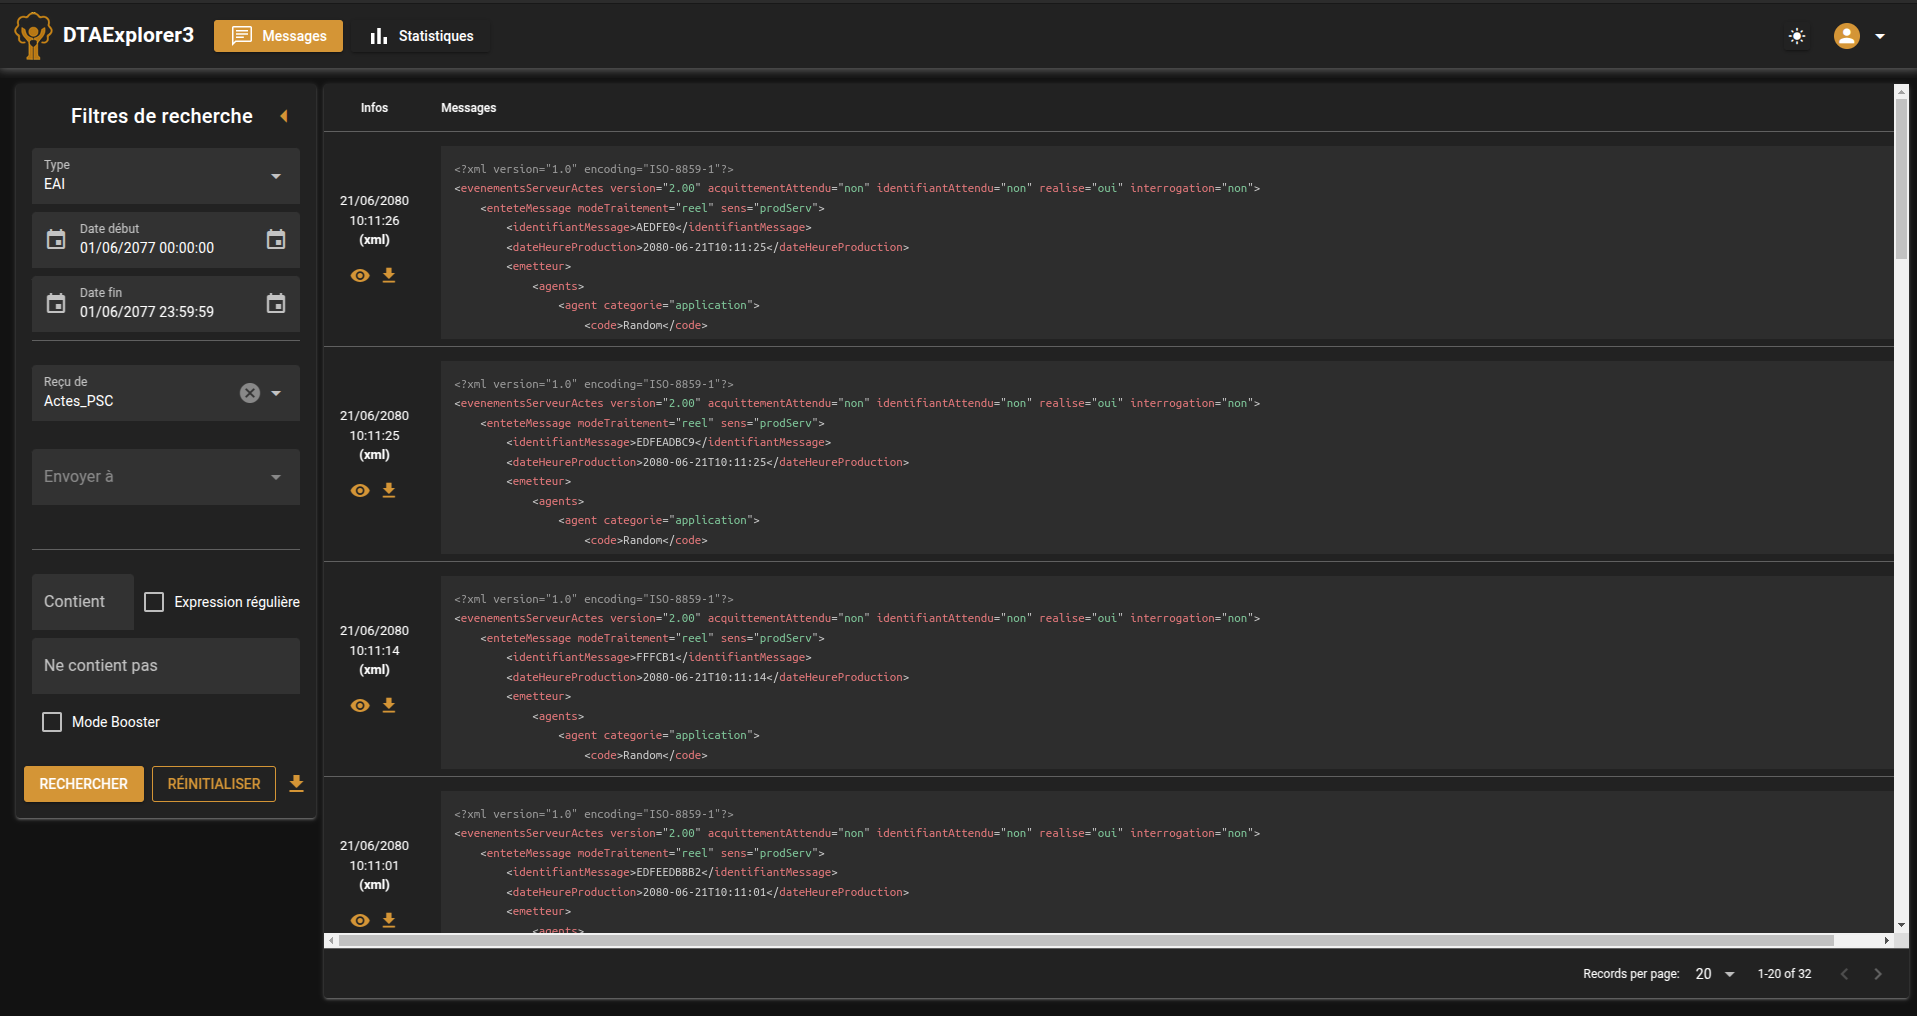 DTAExplorer3
Messages
Statistiques
Filtres de recherche
Type
EAI
Date début
01/06/2077 00:00:00
Date fin
01/06/2077 23:59:59
Reçu de
Actes_PSC
Envoyer à
Contient
Expression régulière
Ne contient pas
Mode Booster
RECHERCHER
RÉINITIALISER
Infos
Messages
21/06/2080
10:11:26
(xml)
<?xml version="1.0" encoding="ISO-8859-1"?>
<evenementsServeurActes version="2.00" acquittementAttendu="non" identifiantAttendu="non" realise="oui" interrogation="non">
<enteteMessage modeTraitement="reel" sens="prodServ">
<identifiantMessage>AEDFE0</identifiantMessage>
<dateHeureProduction>2080-06-21T10:11:25</dateHeureProduction>
<emetteur>
<agents>
<agent categorie="application">
<code>Random</code>
21/06/2080
10:11:25
(xml)
<?xml version="1.0" encoding="ISO-8859-1"?>
<evenementsServeurActes version="2.00" acquittementAttendu="non" identifiantAttendu="non" realise="oui" interrogation="non">
<enteteMessage modeTraitement="reel" sens="prodServ">
<identifiantMessage>EDFEADBC9</identifiantMessage>
<dateHeureProduction>2080-06-21T10:11:25</dateHeureProduction>
<emetteur>
<agents>
<agent categorie="application">
<code>Random</code>
21/06/2080
10:11:14
(xml)
<?xml version="1.0" encoding="ISO-8859-1"?>
<evenementsServeurActes version="2.00" acquittementAttendu="non" identifiantAttendu="non" realise="oui" interrogation="non">
<enteteMessage modeTraitement="reel" sens="prodServ">
<identifiantMessage>FFFCB1</identifiantMessage>
<dateHeureProduction>2080-06-21T10:11:14</dateHeureProduction>
<emetteur>
<agents>
<agent categorie="application">
<code>Random</code>
21/06/2080
10:11:01
(xml)
<?xml version="1.0" encoding="ISO-8859-1"?>
<evenementsServeurActes version="2.00" acquittementAttendu="non" identifiantAttendu="non" realise="oui" interrogation="non">
<enteteMessage modeTraitement="reel" sens="prodServ">
<identifiantMessage>EDFEEDBBB2</identifiantMessage>
<dateHeureProduction>2080-06-21T10:11:01</dateHeureProduction>
<emetteur>
<agents>
Records per page: 20 1-20 of 32